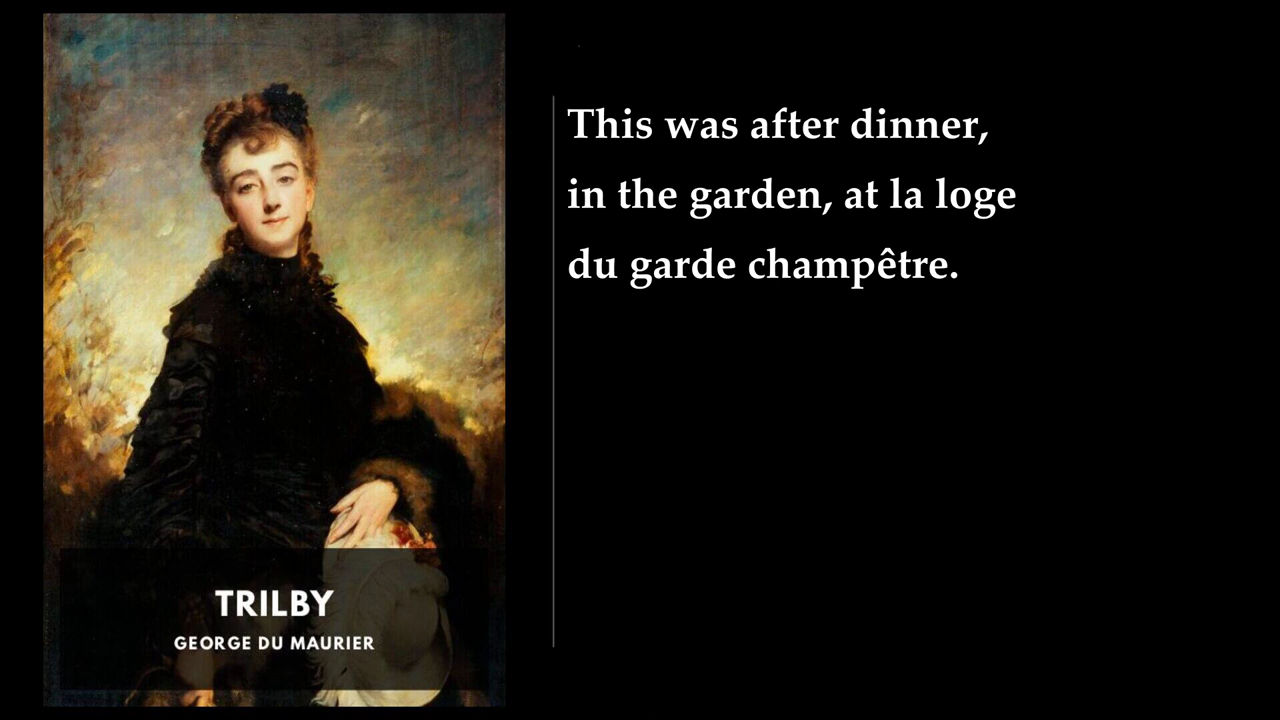 TRILBY
GEORGE DU MAURIER
This was after dinner,
in the garden, at la loge
du garde champêtre.